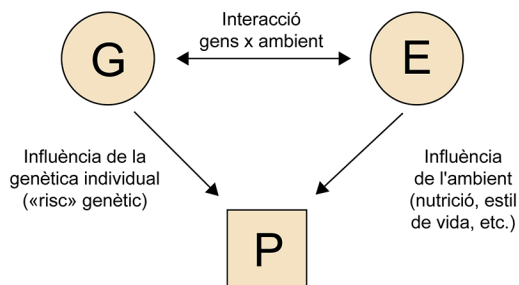 Interacció
gens x ambient
G
E
Influència de la
genètica individual
(«risc» genètic)
Influència
de l'ambient
(nutrició, estil
de vida, etc.)
P